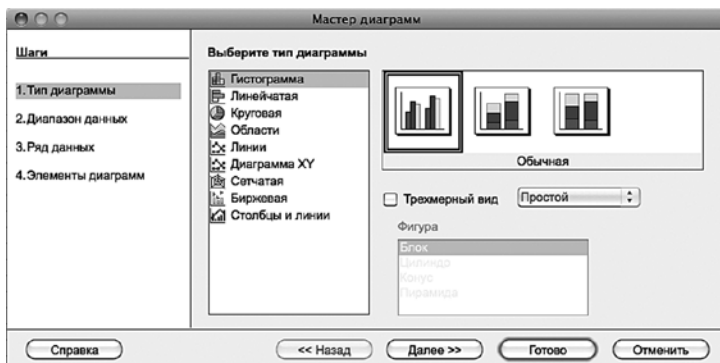 Мастер диаграмм
Шаги
1.Тип диаграммы
2.Диапазон данных
3.Ряд данных
4.Элементы диаграмм
Выберите тип диаграммы
Гистограмма
Линейчатая
Круговая
Области
Линии
Диаграмма XY
Сетчатая
Биржевая
Столбцы и линии
Обычная
Трехмерный вид
Простой
Фигура
Блок
Цилиндр
Конус
Пирамида
Справка
<< Назад
Далее >>
Готово
Отменить